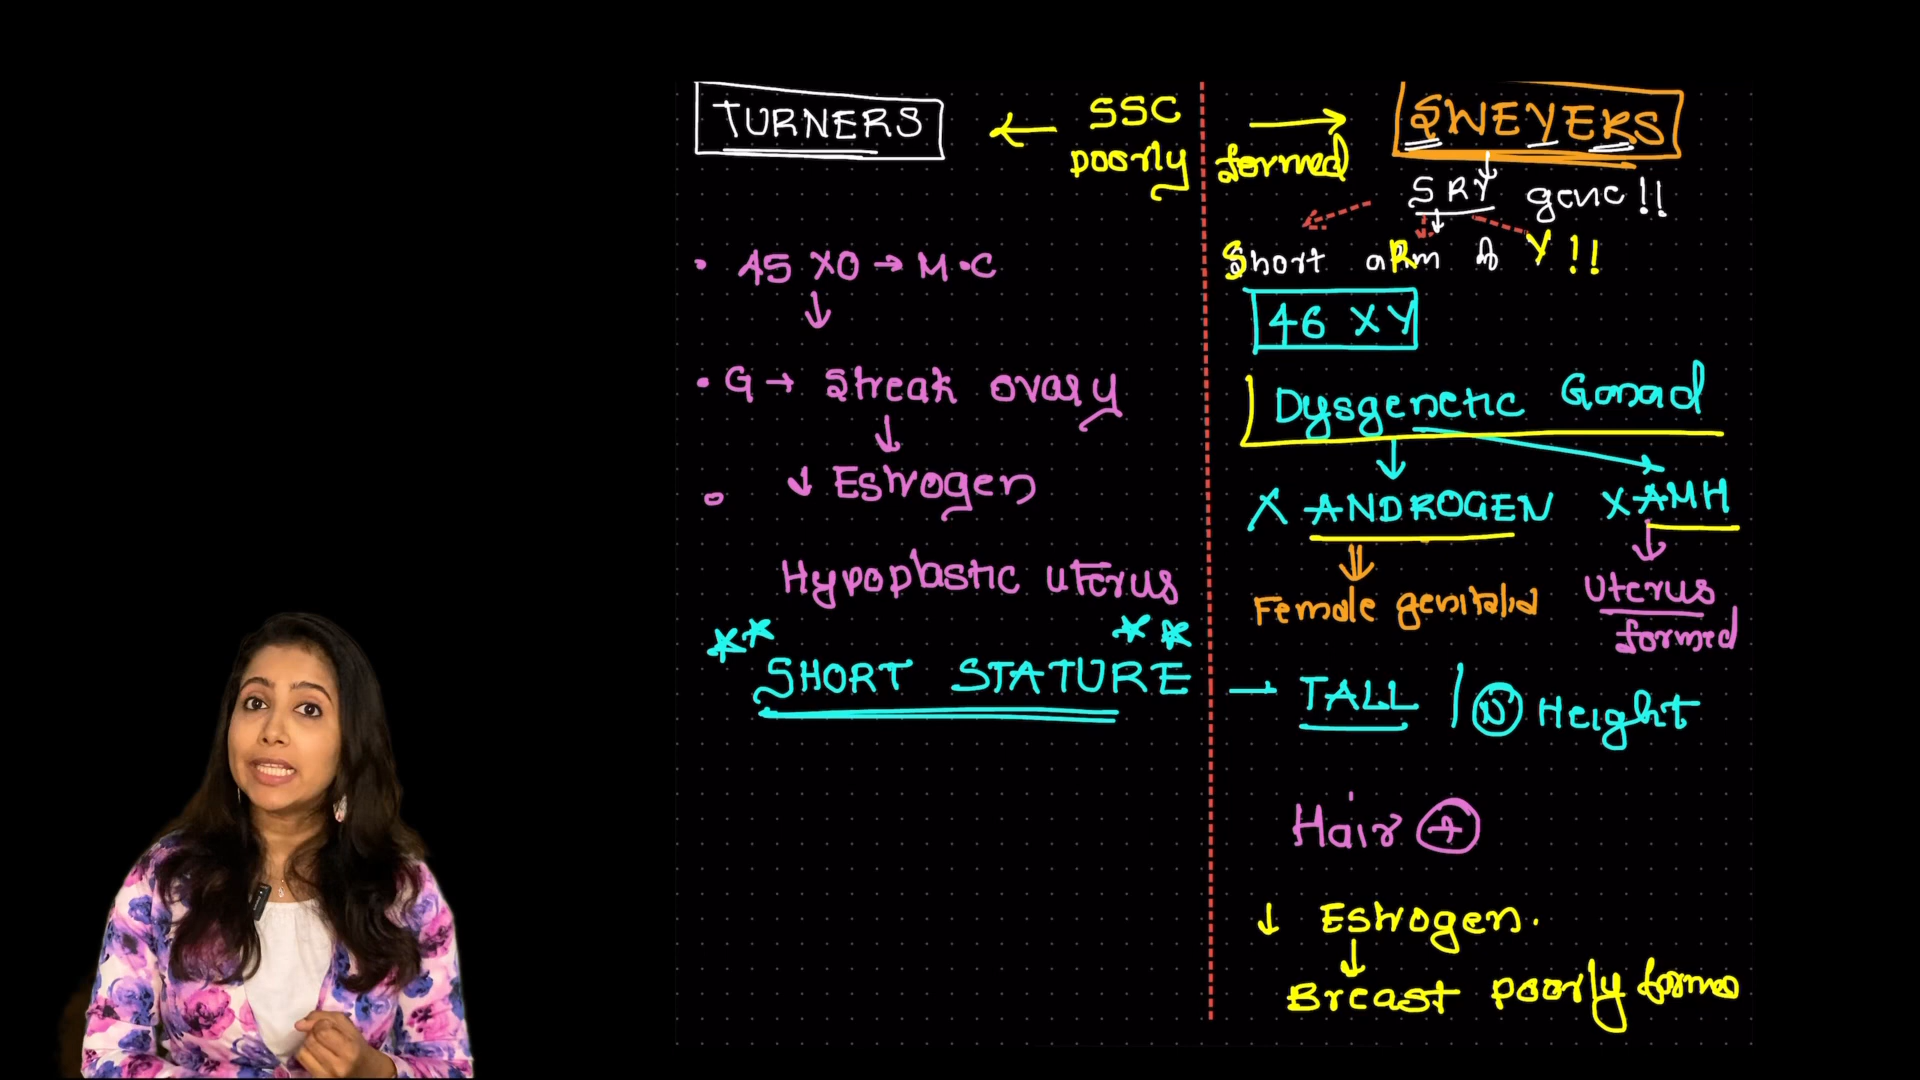 TURNERS
← SSC →
poorly formed
SWEYERS
↓
SRY gene !!
Short aRm of Y !!
• 45 XO → M.C
↓
46 XY
• G → Streak ovary
↓
Dysgenetic Gonad
↓ Estrogen
X ANDROGEN X AMH
Hypoplastic uterus
Female genitalia
Uterus
formed
** SHORT STATURE **
→ TALL / (N) Height
Hair (+)
↓ Estrogen.
↓
Breast poorly formed